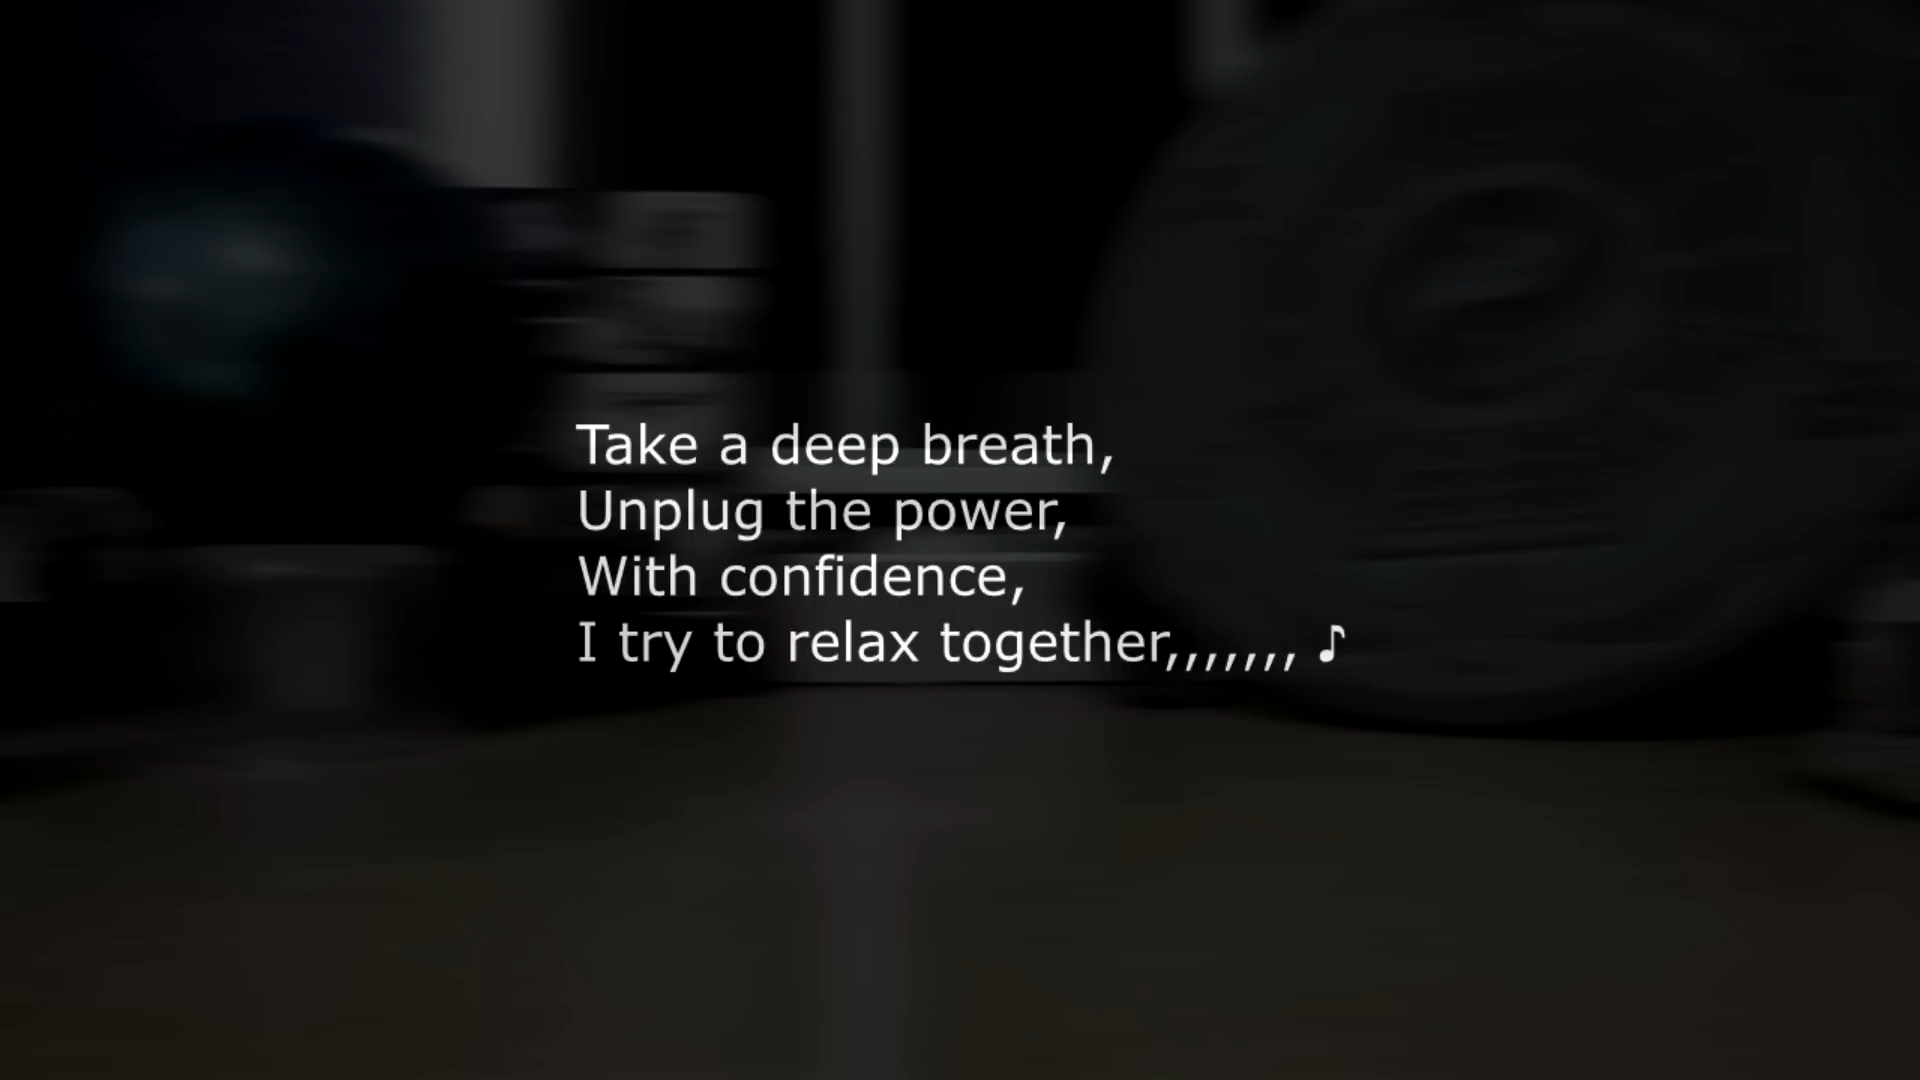 Take a deep breath,
Unplug the power,
With confidence,
I try to relax together,,,,,,, ♪